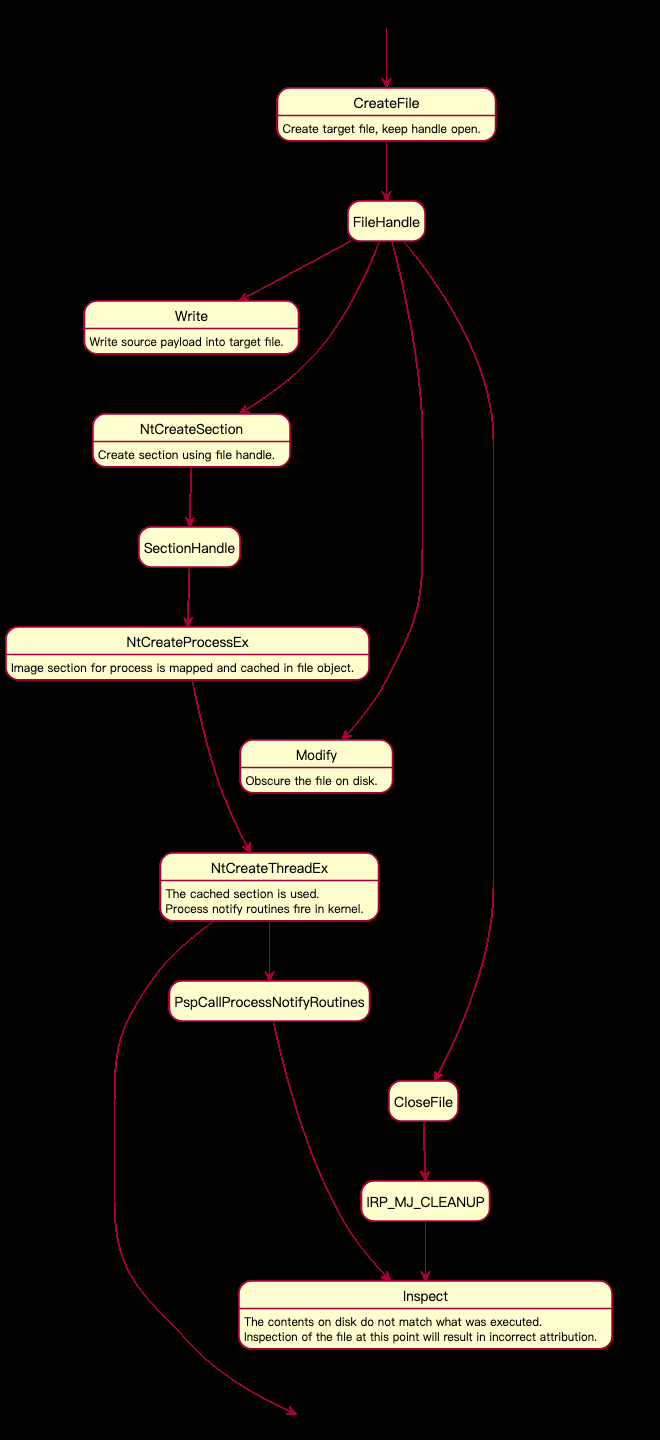 CreateFile
Create target file, keep handle open.
FileHandle
Write
Write source payload into target file.
NtCreateSection
Create section using file handle.
SectionHandle
NtCreateProcessEx
Image section for process is mapped and cached in file object.
Modify
Obscure the file on disk.
NtCreateThreadEx
The cached section is used.
Process notify routines fire in kernel.
PspCallProcessNotifyRoutines
CloseFile
IRP_MJ_CLEANUP
Inspect
The contents on disk do not match what was executed.
Inspection of the file at this point will result in incorrect attribution.